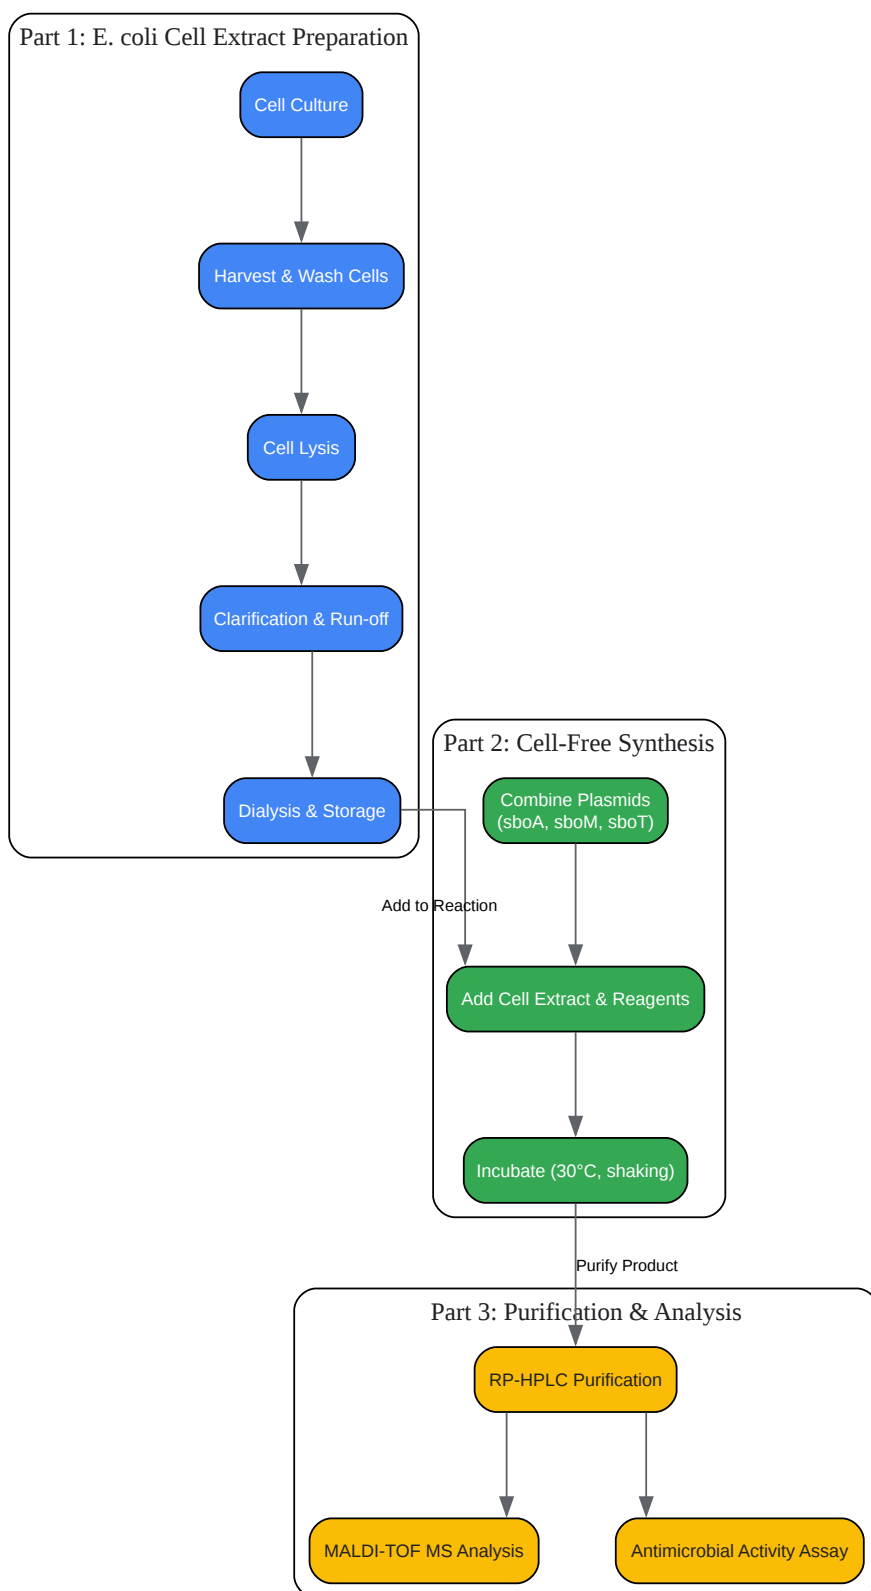 Part 1: E. coli Cell Extract Preparation
Cell Culture
Harvest & Wash Cells
Cell Lysis
Clarification & Run-off
Dialysis & Storage
Part 2: Cell-Free Synthesis
Combine Plasmids
(sboA, sboM, sboT)
Add to Reaction
Add Cell Extract & Reagents
Incubate (30°C, shaking)
Purify Product
Part 3: Purification & Analysis
RP-HPLC Purification
MALDI-TOF MS Analysis
Antimicrobial Activity Assay